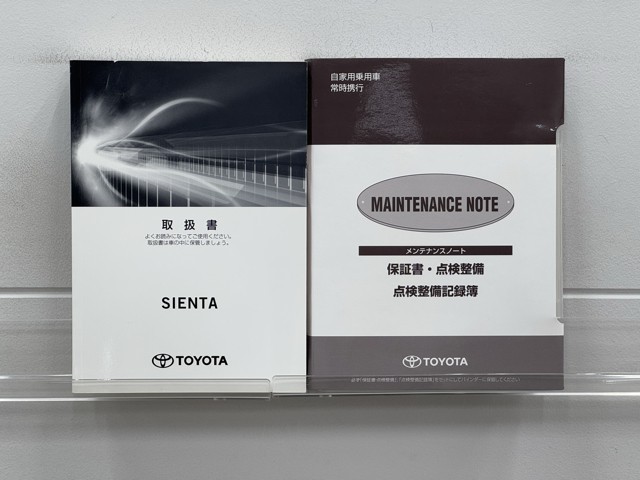 取扱書
よくお読みになってご使用ください。
取扱書は車の中に保管しましょう。
SIENTA
TOYOTA
自家用乗用車
常時携行
MAINTENANCE NOTE
メンテナンスノート
保証書・点検整備
点検整備記録簿
TOYOTA